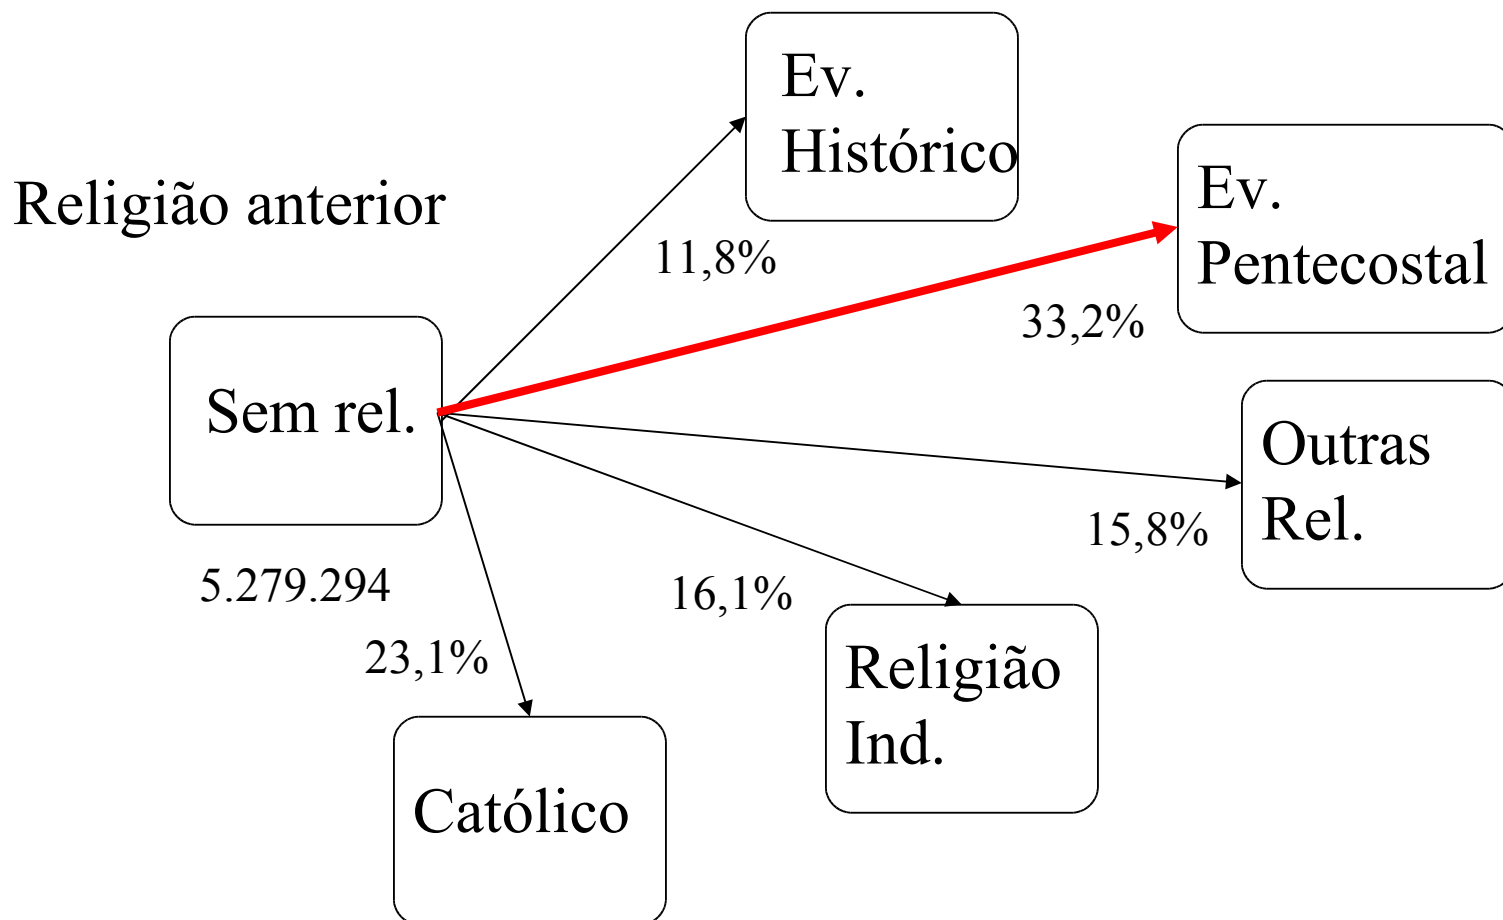 Ev.
Histórico
Religião anterior
Ev.
Pentecostal
11,8%
33,2%
Sem rel.
Outras
Rel.
15,8%
5.279.294
16,1%
23,1%
Religião
Ind.
Católico